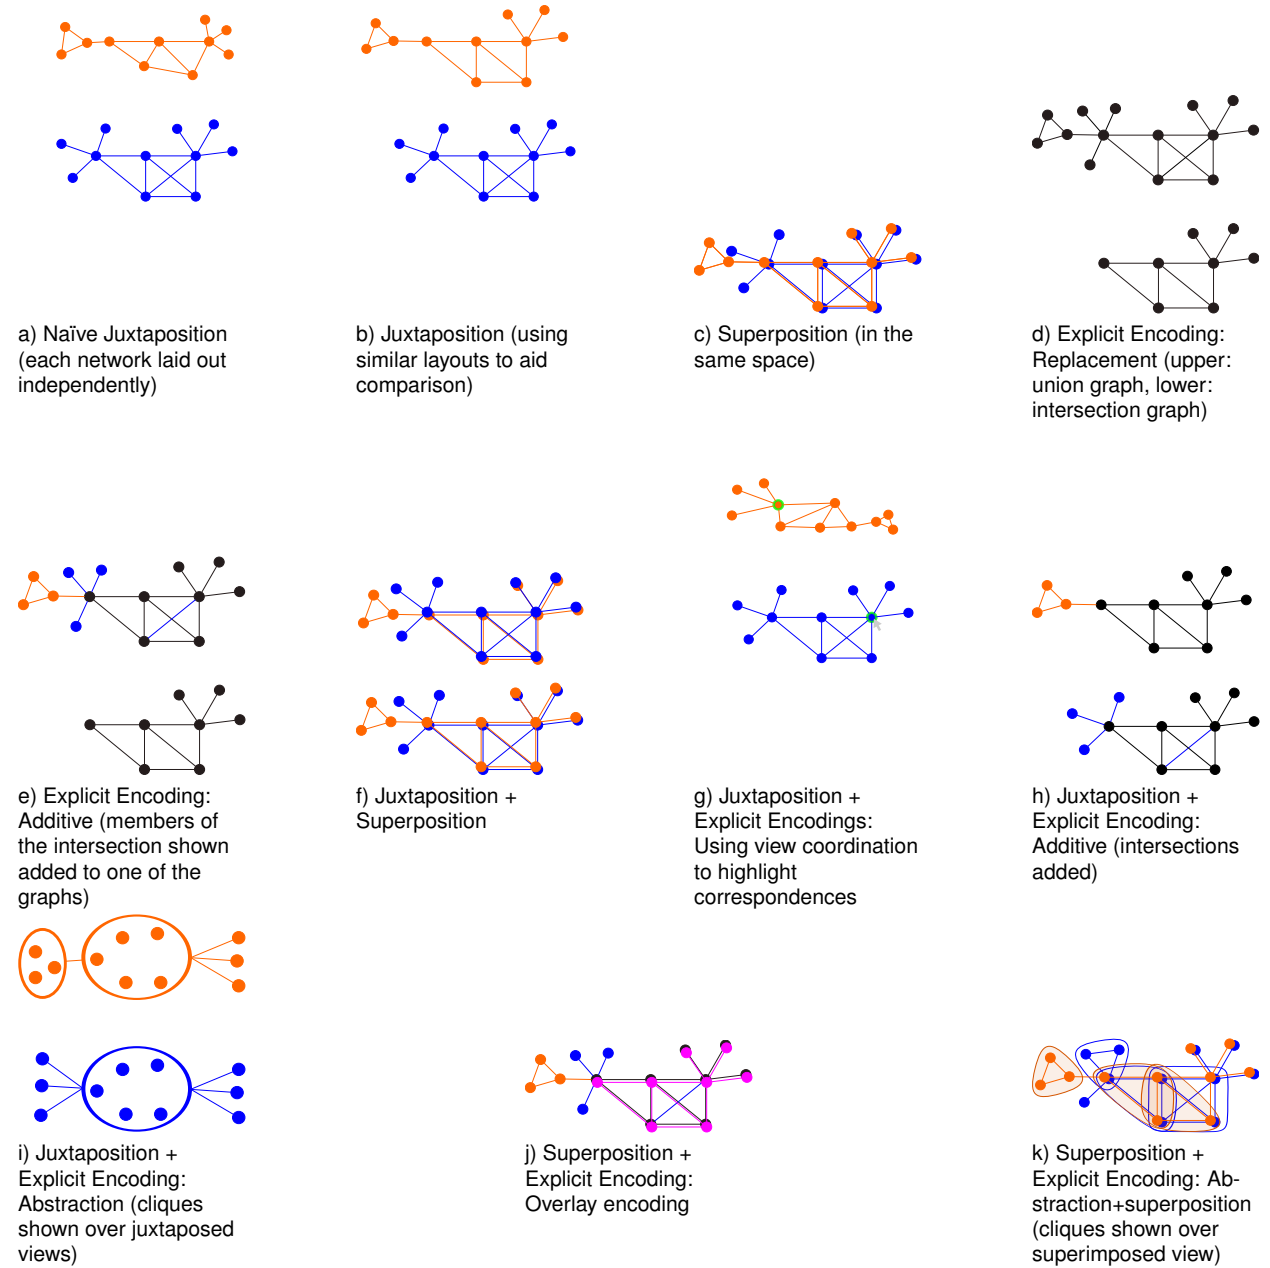 a) Naïve Juxtaposition
(each network laid out
independently)
b) Juxtaposition (using
similar layouts to aid
comparison)
c) Superposition (in the
same space)
d) Explicit Encoding:
Replacement (upper:
union graph, lower:
intersection graph)
e) Explicit Encoding:
Additive (members of
the intersection shown
added to one of the
graphs)
f) Juxtaposition +
Superposition
g) Juxtaposition +
Explicit Encodings:
Using view coordination
to highlight
correspondences
h) Juxtaposition +
Explicit Encoding:
Additive (intersections
added)
i) Juxtaposition +
Explicit Encoding:
Abstraction (cliques
shown over juxtaposed
views)
j) Superposition +
Explicit Encoding:
Overlay encoding
k) Superposition +
Explicit Encoding: Ab-
straction+superposition
(cliques shown over
superimposed view)